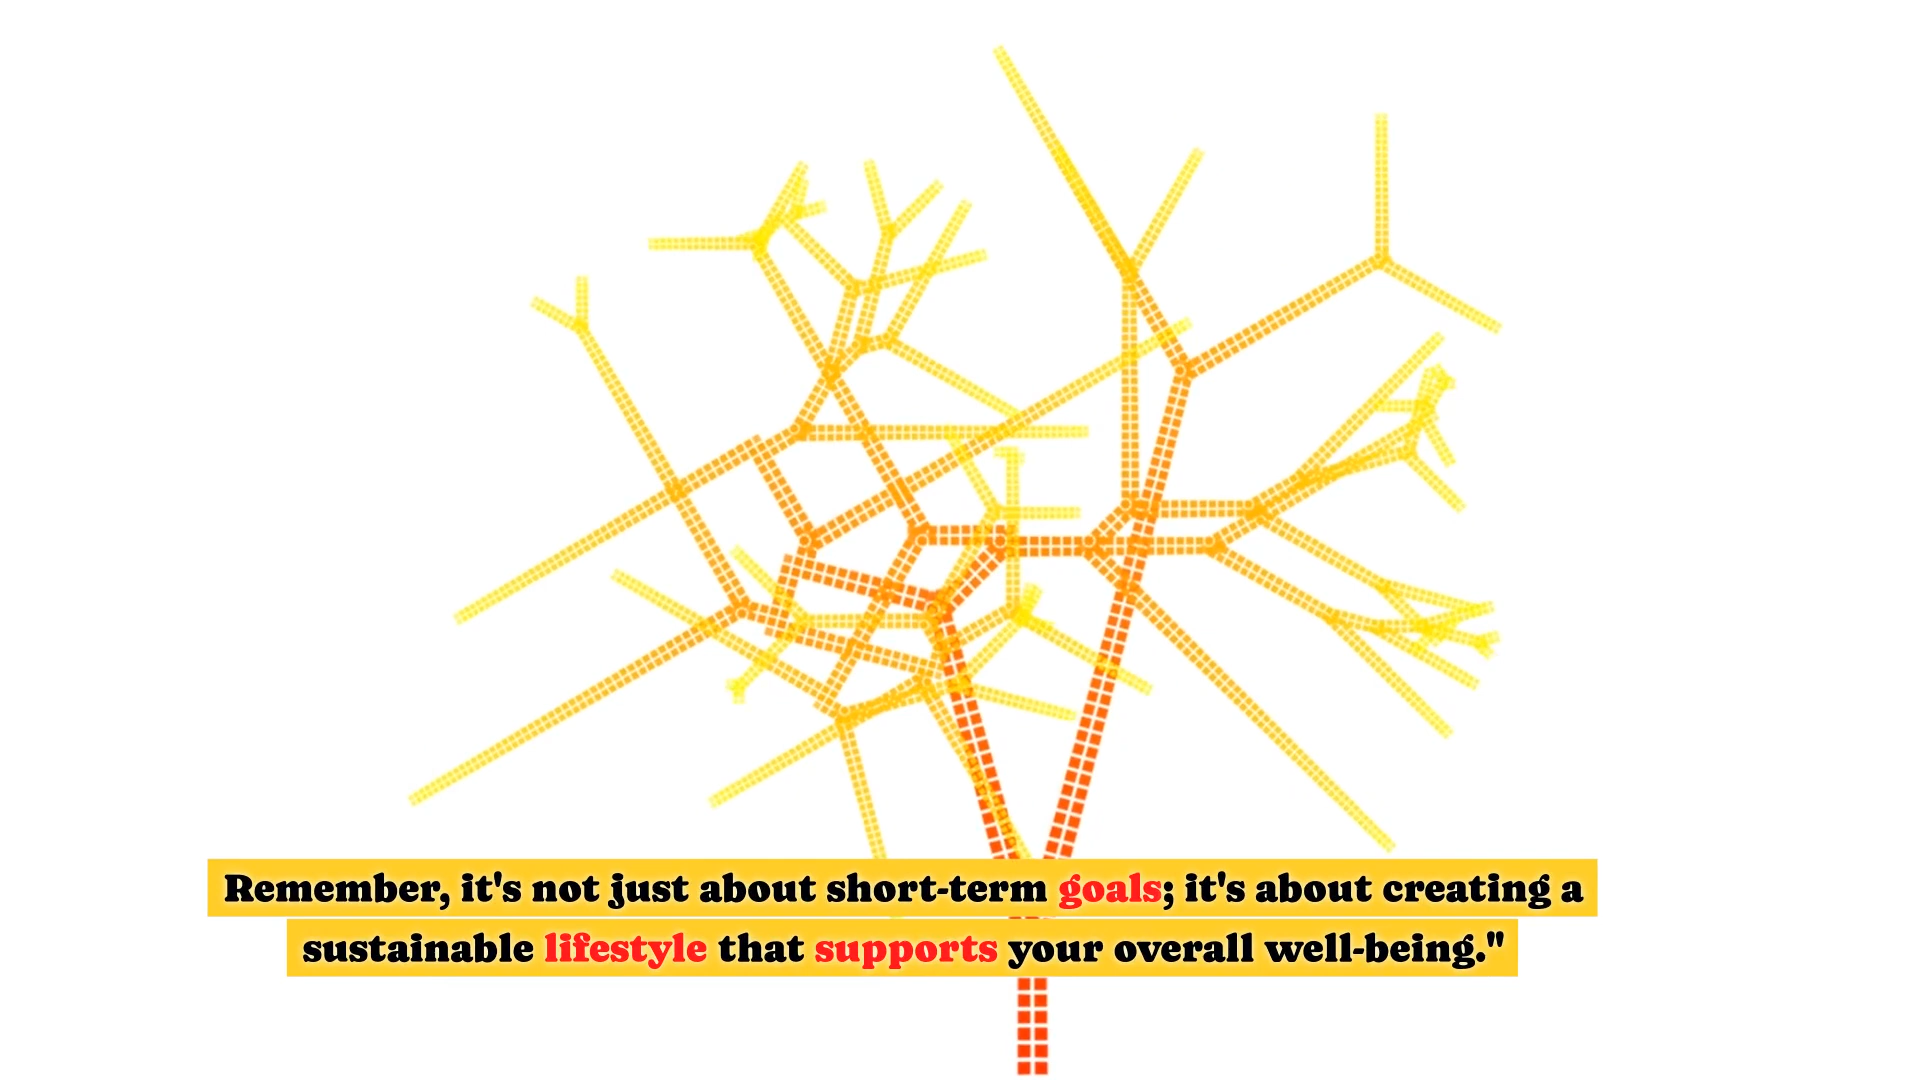 Remember, it's not just about short-term goals; it's about creating a
sustainable lifestyle that supports your overall well-being."